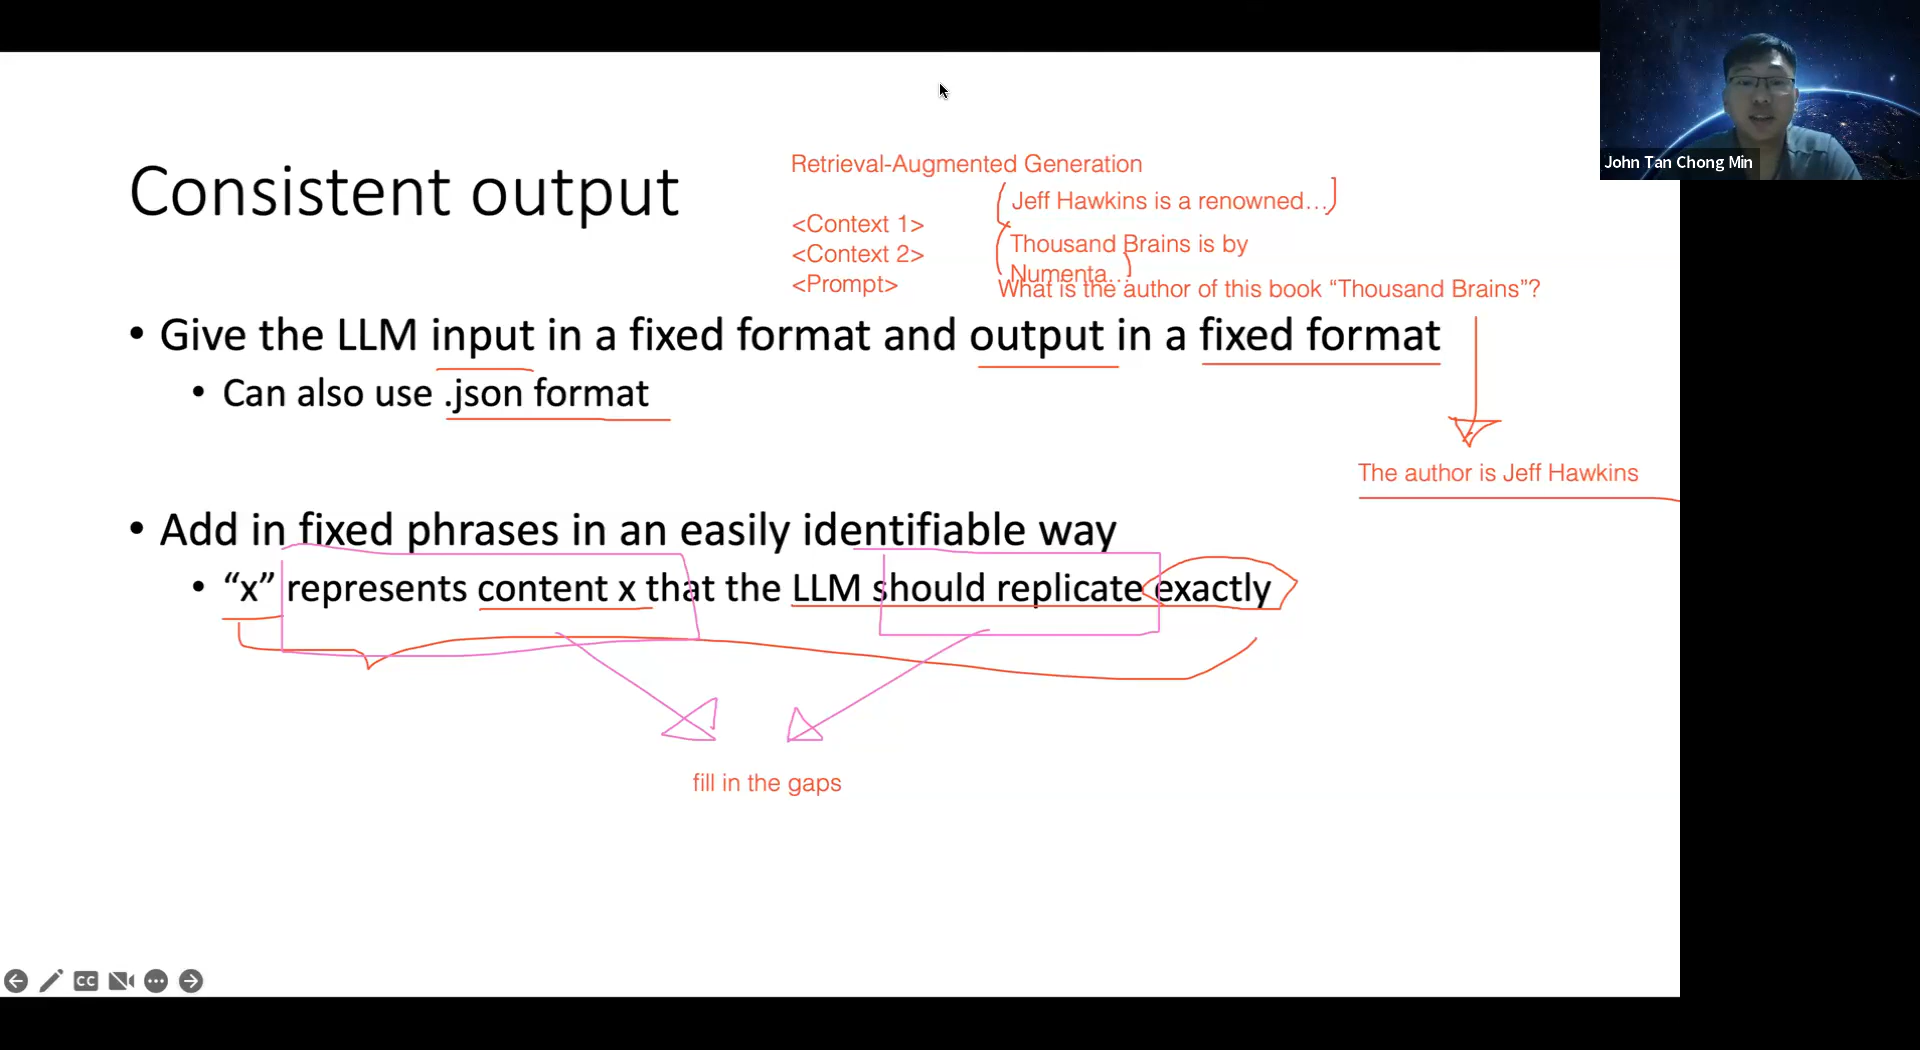 John Tan Chong Min
Consistent output
Retrieval-Augmented Generation
<Context 1>
<Context 2>
<Prompt>
Jeff Hawkins is a renowned...
Thousand Brains is by
Numenta...
What is the author of this book “Thousand Brains”?
• Give the LLM input in a fixed format and output in a fixed format
• Can also use .json format
The author is Jeff Hawkins
• Add in fixed phrases in an easily identifiable way
• “x” represents content x that the LLM should replicate exactly
fill in the gaps
CC